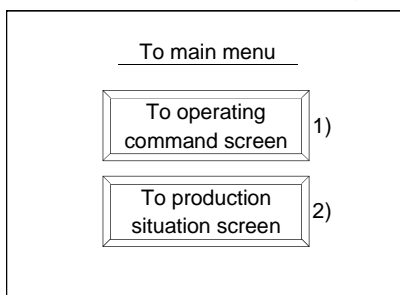 To main menu
To operating
command screen
1)
To production
situation screen
2)